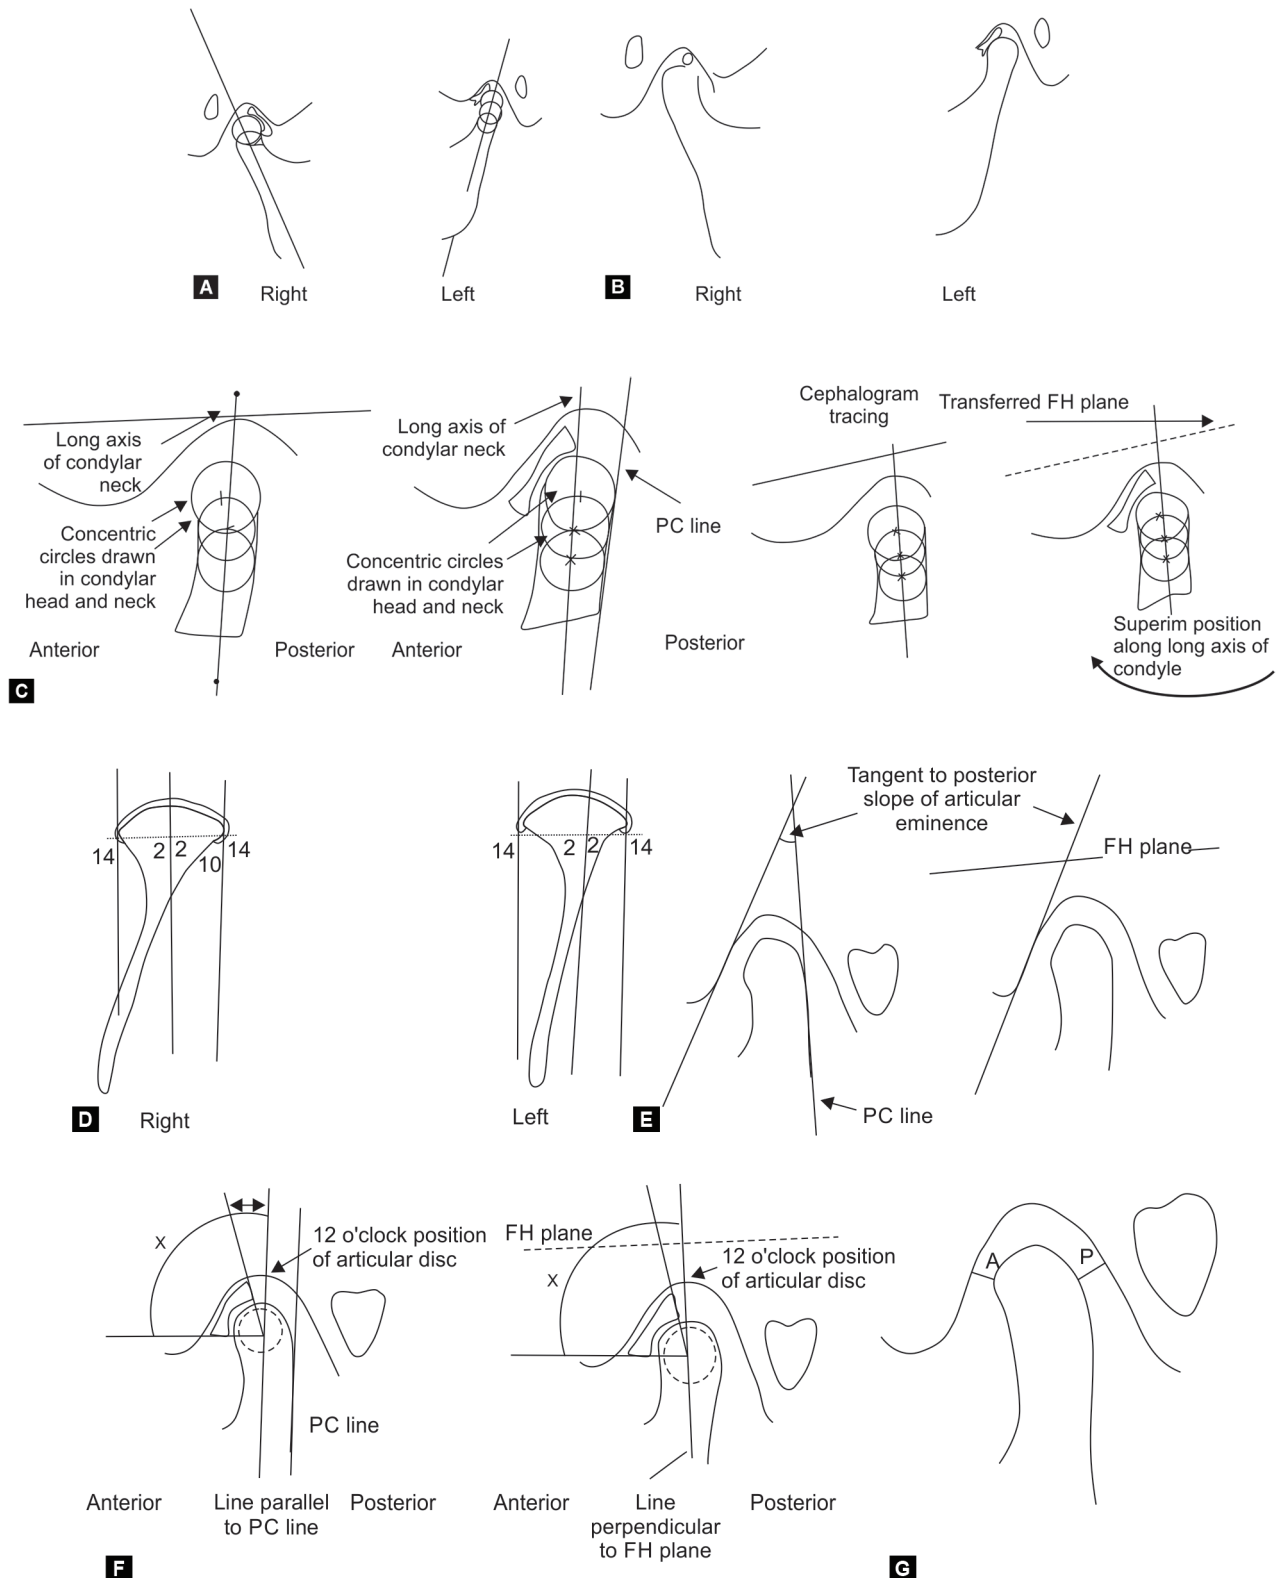 A
Right
Left
B
Right
Left
Long axis
of condylar
neck
Concentric
circles drawn
in condylar
head and neck
Anterior
Posterior
Long axis of
condylar neck
PC line
Concentric circles
drawn in condylar
head and neck
Anterior
Posterior
Cephalogram
tracing
Transferred FH plane
Superim position
along long axis of
condyle
C
14
2
2
10
14
14
2
2
14
D
Right
Left
Tangent to posterior
slope of articular
eminence
FH plane
E
PC line
X
12 o'clock position
of articular disc
PC line
Anterior
Line parallel
to PC line
Posterior
FH plane
X
12 o'clock position
of articular disc
Anterior
Line
perpendicular
to FH plane
Posterior
F
A
P
G